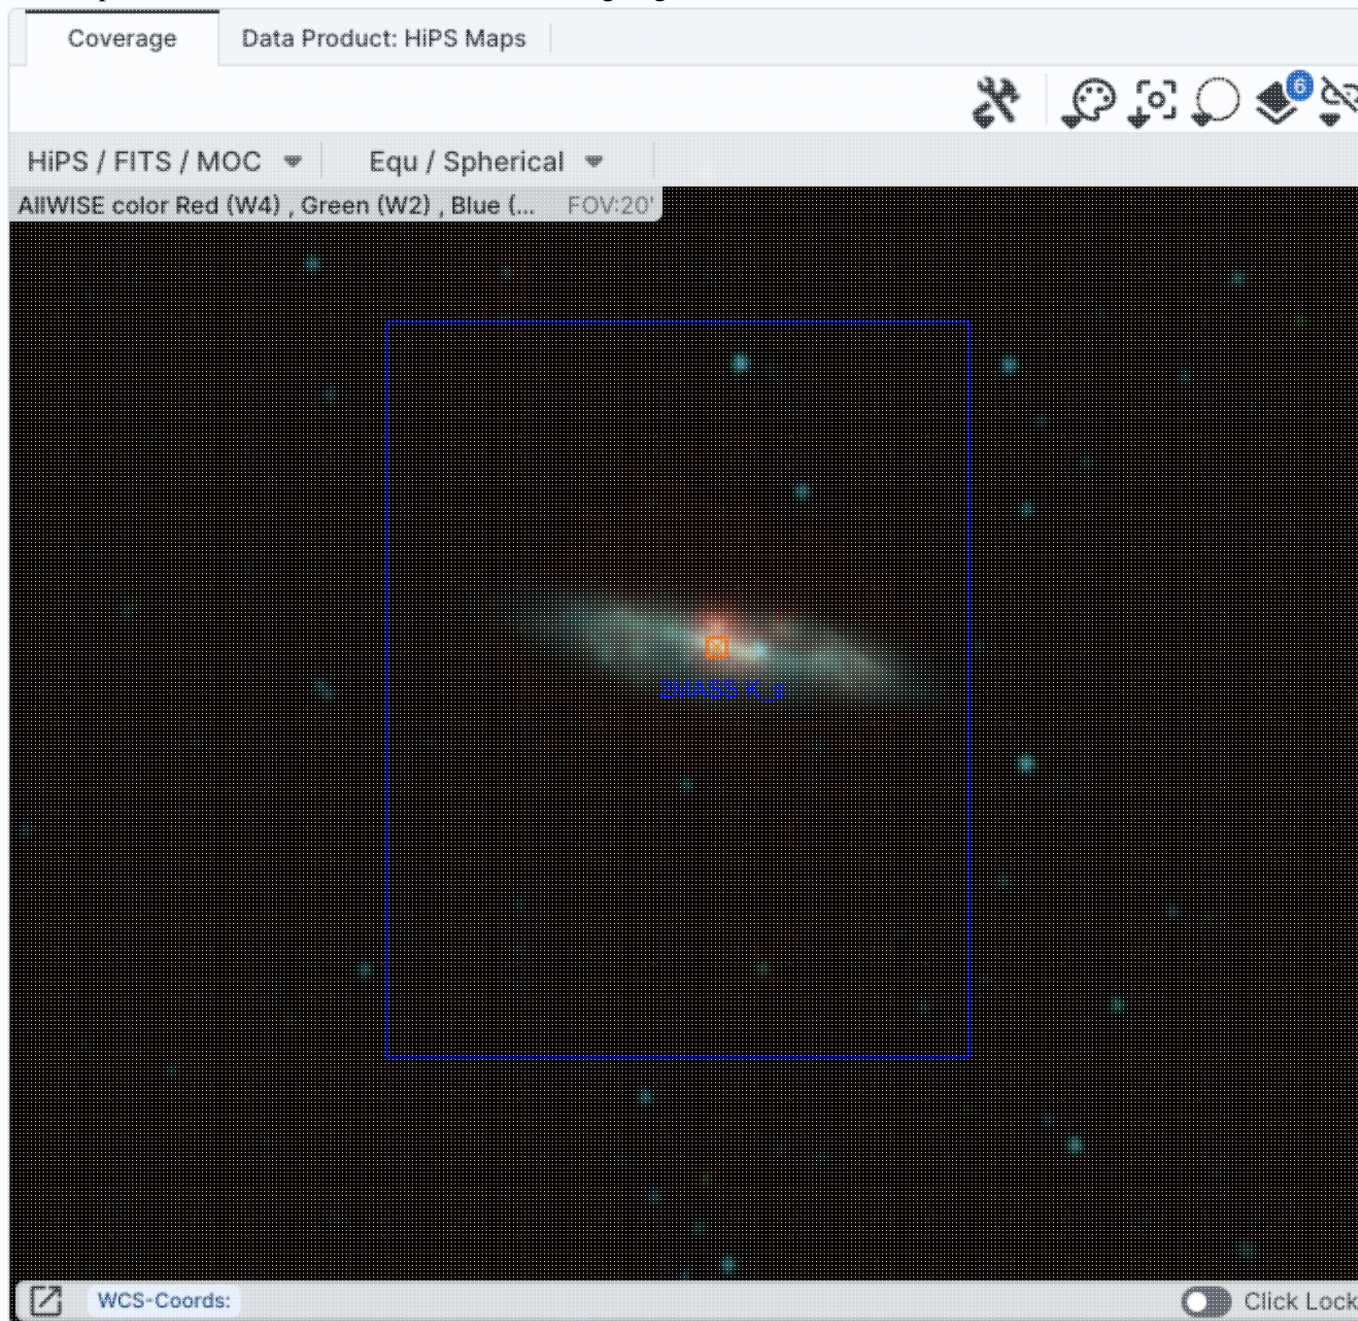 Coverage
Data Product: HiPS Maps
6
HiPS / FITS / MOC
Equ / Spherical
AllWISE color Red (W4) , Green (W2) , Blue (...
FOV:20'
2MASS K_s
WCS-Coords:
Click Lock